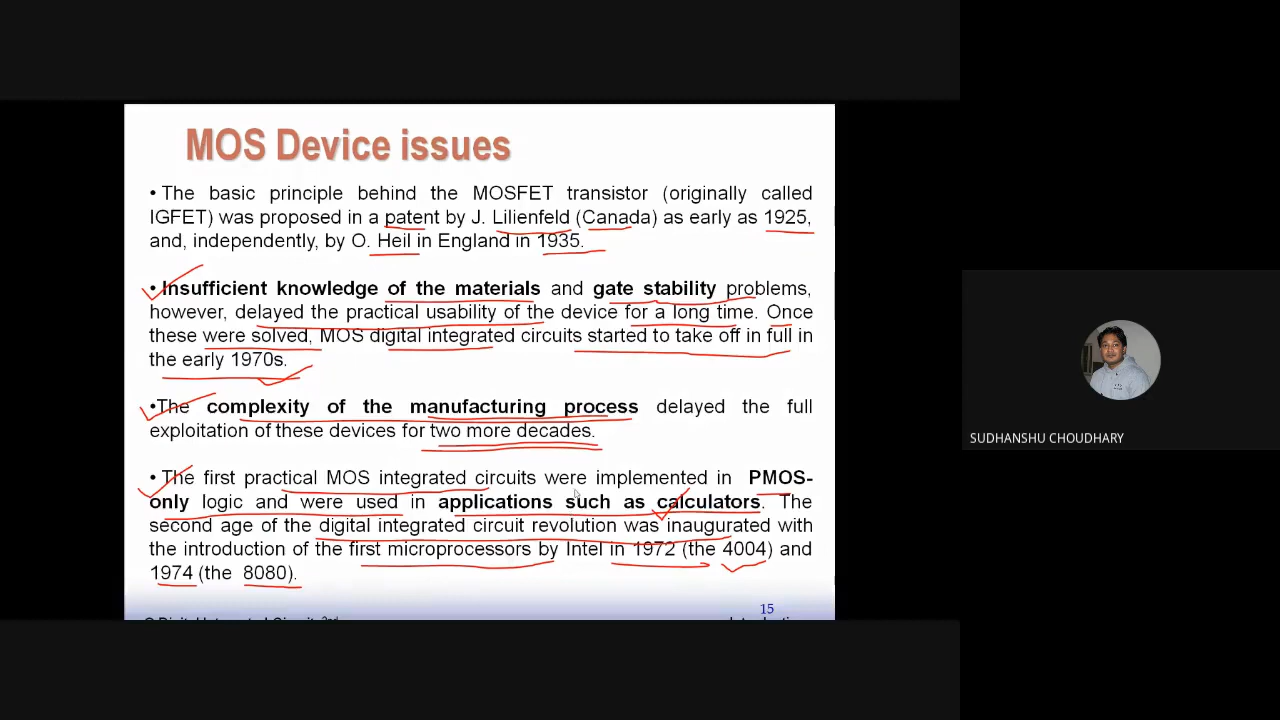 MOS Device issues
• The basic principle behind the MOSFET transistor (originally called
IGFET) was proposed in a patent by J. Lilienfeld (Canada) as early as 1925,
and, independently, by O. Heil in England in 1935.
• Insufficient knowledge of the materials and gate stability problems,
however, delayed the practical usability of the device for a long time. Once
these were solved, MOS digital integrated circuits started to take off in full in
the early 1970s.
•The complexity of the manufacturing process delayed the full
exploitation of these devices for two more decades.
• The first practical MOS integrated circuits were implemented in PMOS-
only logic and were used in applications such as calculators. The
second age of the digital integrated circuit revolution was inaugurated with
the introduction of the first microprocessors by Intel in 1972 (the 4004) and
1974 (the 8080).
15
SUDHANSHU CHOUDHARY